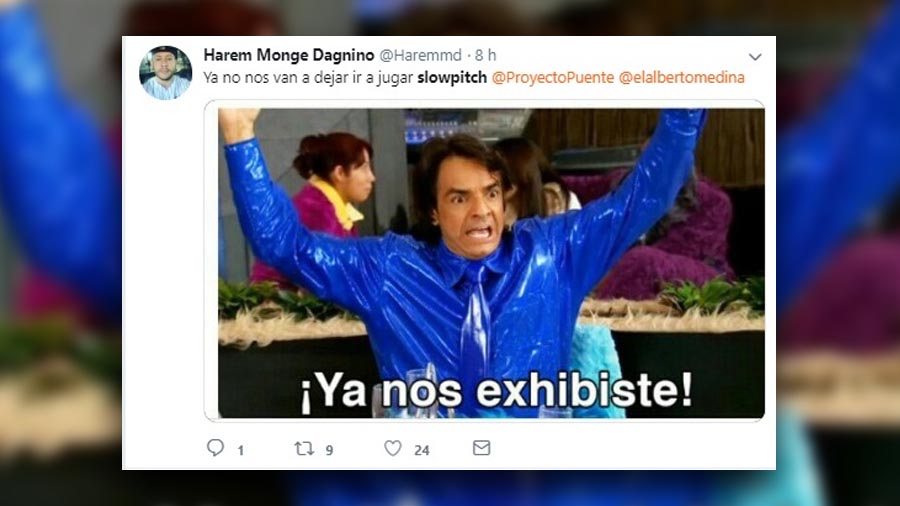 Harem Monge Dagnino @Haremmd · 8 h
Ya no nos van a dejar ir a jugar slowpitch @ProyectoPuente @elalbertomedina
¡Ya nos exhibiste!
1 9 24